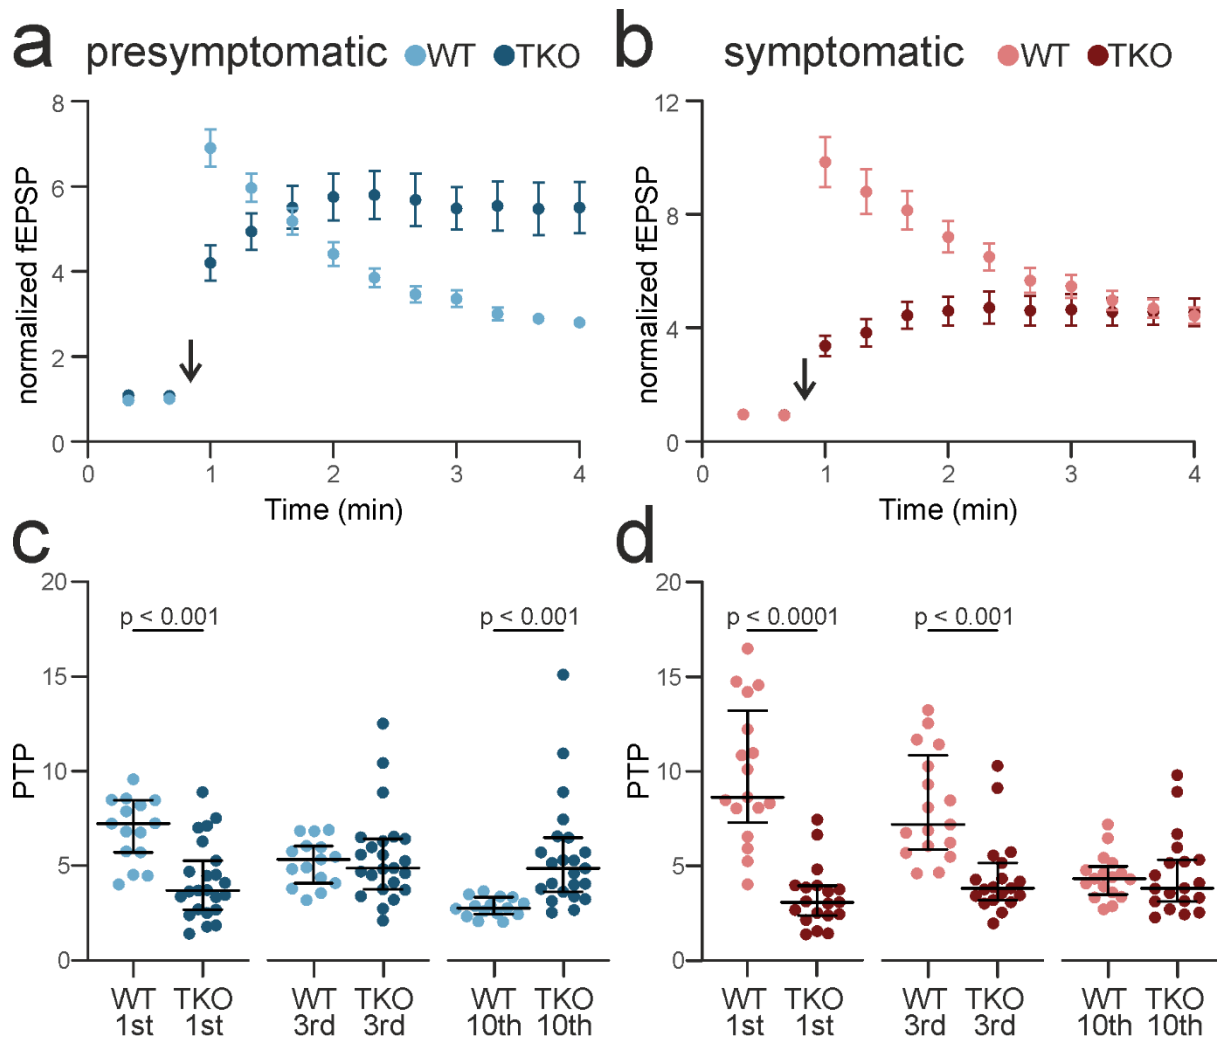 a presymptomatic WT TKO
b symptomatic WT TKO
normalized fEPSP
8
6
4
2
0
0 1 2 3 4
Time (min)
normalized fEPSP
12
8
4
0
0 1 2 3 4
Time (min)
c
PTP
20
15
10
5
0
p < 0.001
p < 0.001
WT TKO WT TKO WT TKO
1st 1st 3rd 3rd 10th 10th
d
PTP
20
15
10
5
0
p < 0.0001
p < 0.001
WT TKO WT TKO WT TKO
1st 1st 3rd 3rd 10th 10th